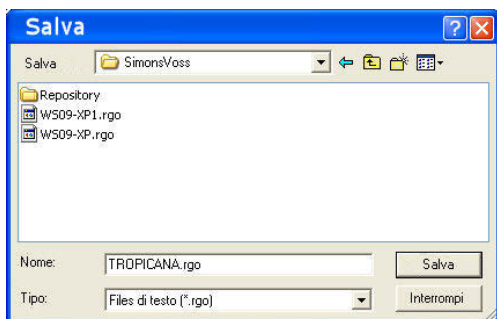 Salva
Salva SimonsVoss
Repository
WS09-XP1.rgo
WS09-XP.rgo
Nome: TROPICANA.rgo Salva
Tipo: Files di testo (*.rgo) Interrompi